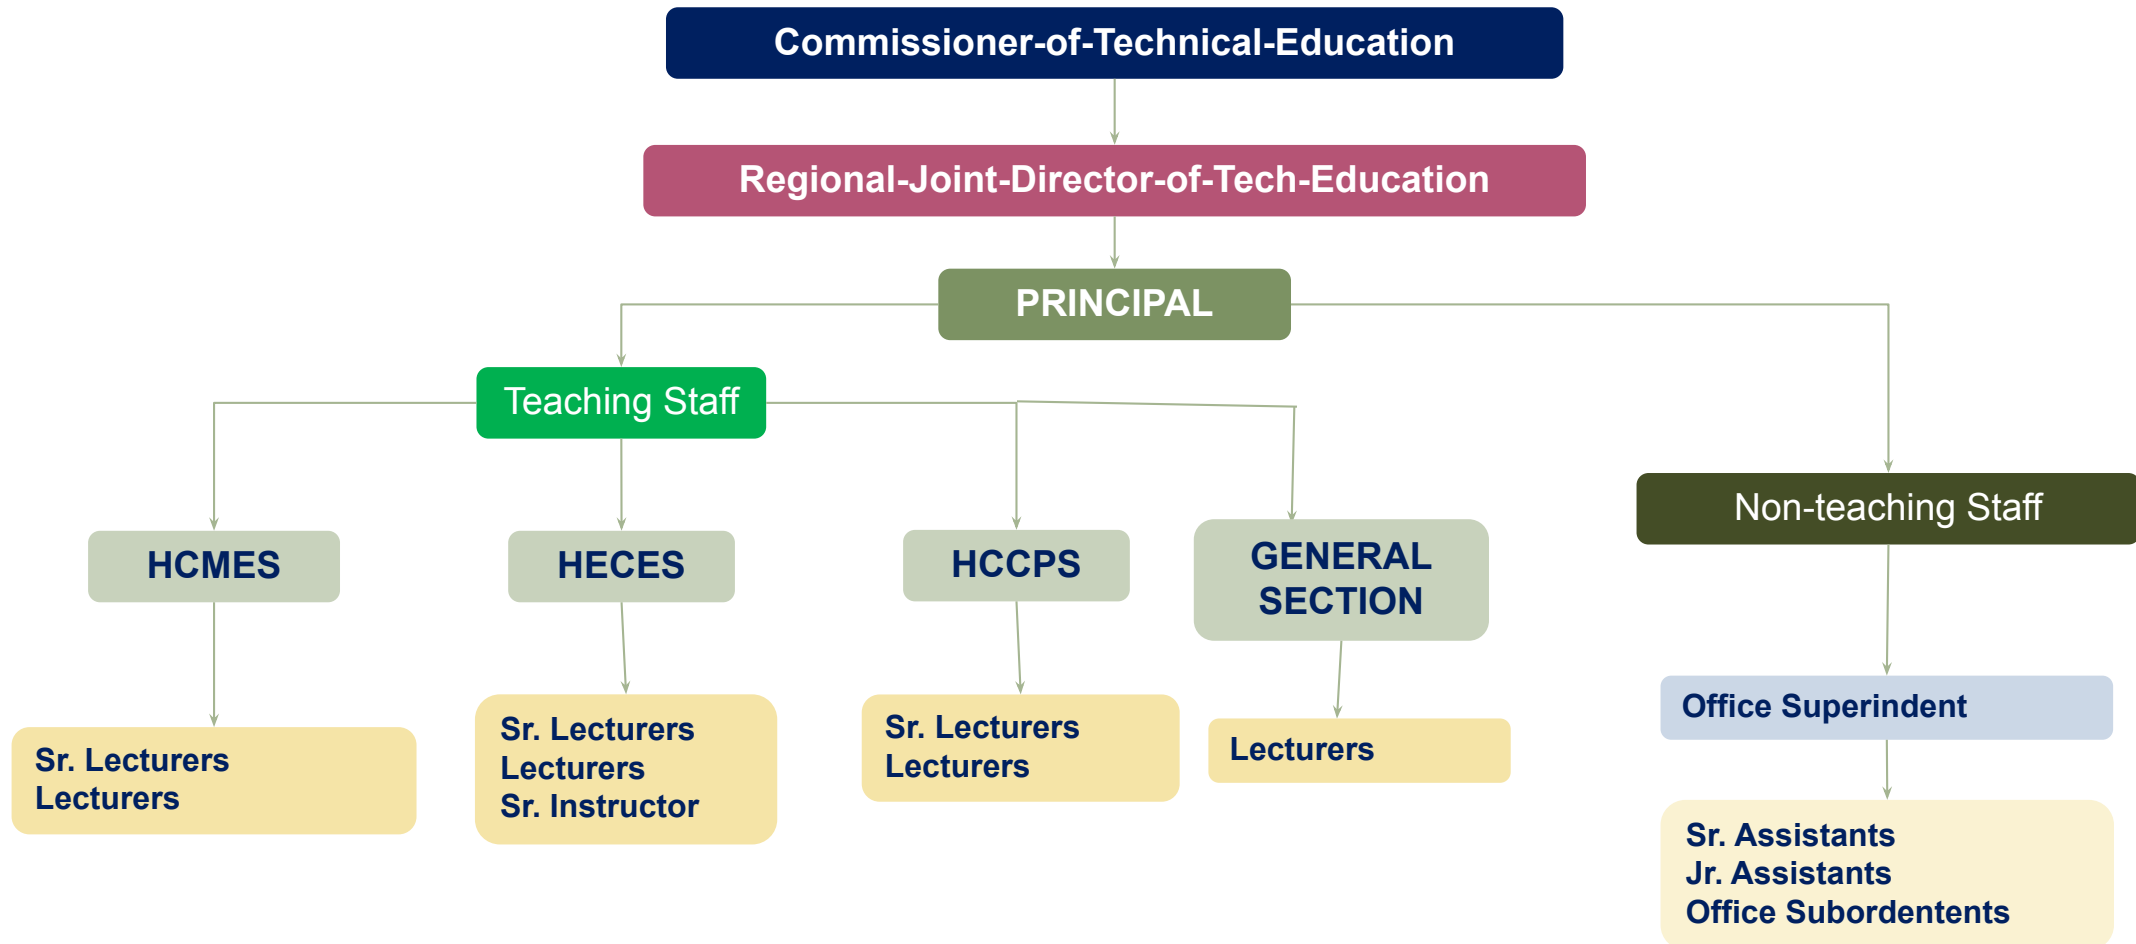 Commissioner-of-Technical-Education
Regional-Joint-Director-of-Tech-Education
PRINCIPAL
Teaching Staff
Non-teaching Staff
HCMES
HECES
HCCPS
GENERAL
SECTION
Sr. Lecturers
Lecturers
Sr. Lecturers
Lecturers
Sr. Instructor
Sr. Lecturers
Lecturers
Lecturers
Office Superindent
Sr. Assistants
Jr. Assistants
Office Subordentents